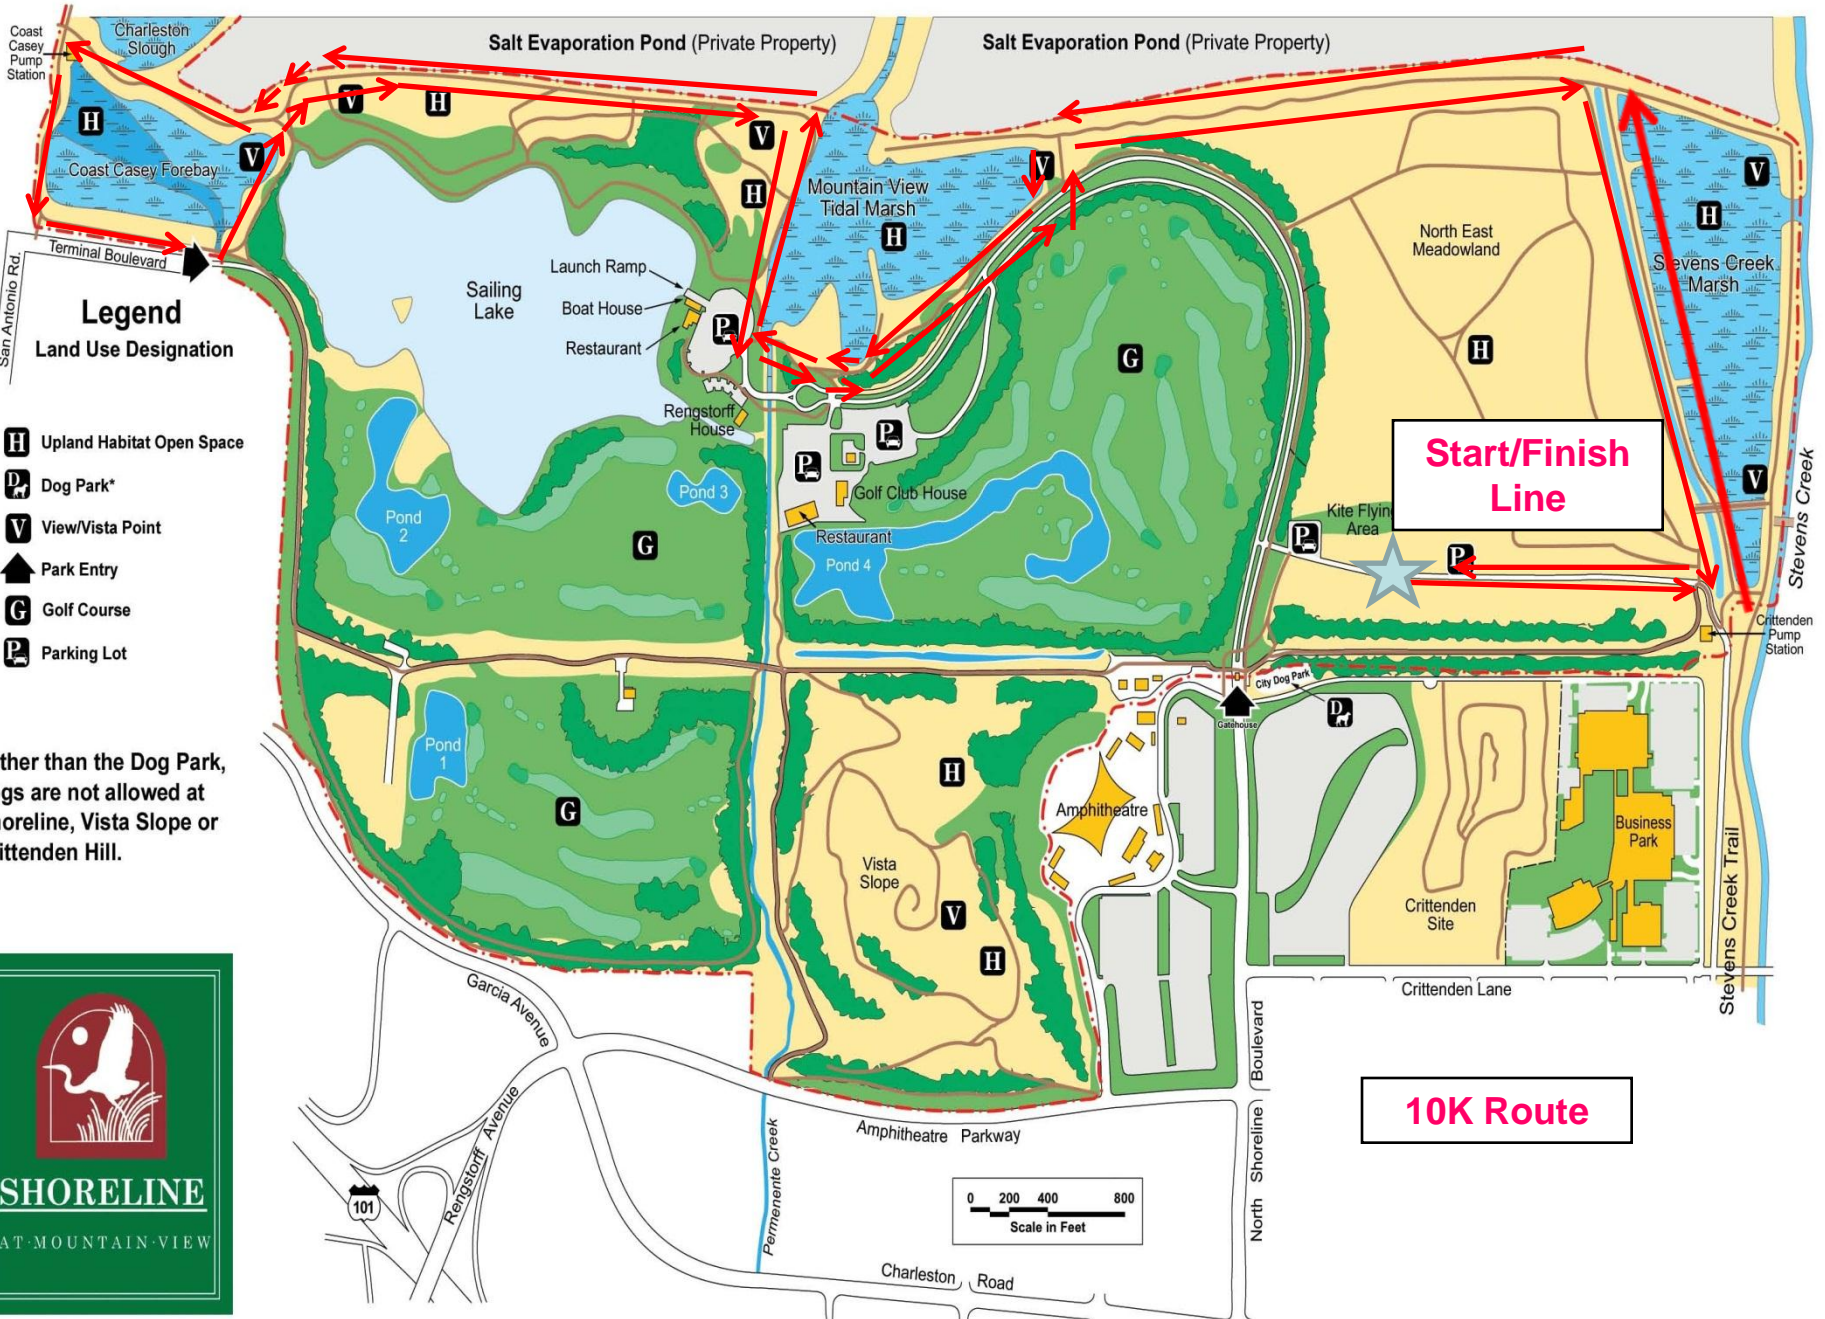 Coast
Casey
Pump
Station
Charleston
Slough
Salt Evaporation Pond (Private Property)
Salt Evaporation Pond (Private Property)
H
V
H
V
V
V
Coast Casey Forebay
H
Mountain View
Tidal Marsh
H
V
H
North East
Meadowland
Stevens Creek
Marsh
Terminal Boulevard
San Antonio Rd.
Launch Ramp
Boat House
Restaurant
P
Sailing
Lake
Legend
Land Use Designation
G
H
Rengstorff
House
H Upland Habitat Open Space
D Dog Park*
V View/Vista Point
Park Entry
G Golf Course
P Parking Lot
P
P
Golf Club House
Restaurant
Pond
2
Pond 3
Pond 4
G
Start/Finish
Line
V
Stevens Creek
Kite Flying
Area
P
P
Crittenden
Pump
Station
City Dog Park
D
Gatehouse
Pond
1
G
H
Amphitheatre
Vista
Slope
V
H
Business
Park
Crittenden
Site
Stevens Creek Trail
ther than the Dog Park,
gs are not allowed at
horeline, Vista Slope or
ittenden Hill.
Garcia Avenue
Crittenden Lane
Rengstorff Avenue
Permenente Creek
Amphitheatre Parkway
North Shoreline Boulevard
10K Route
SHORELINE
AT·MOUNTAIN·VIEW
101
0 200 400 800
Scale in Feet
Charleston Road